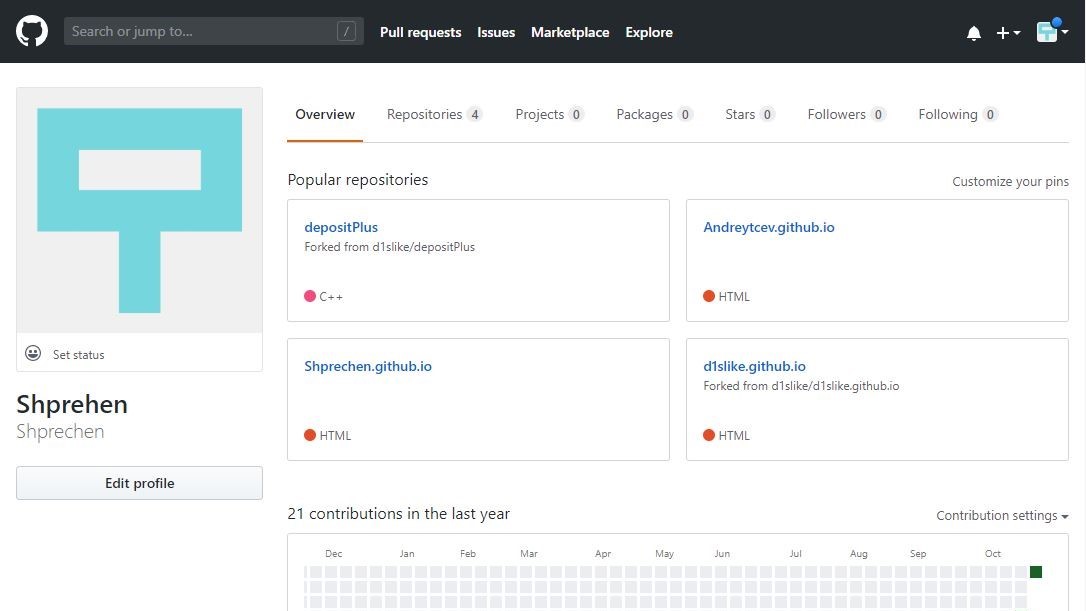 Search or jump to... /
Pull requests Issues Marketplace Explore
Overview Repositories 4 Projects 0 Packages 0 Stars 0 Followers 0 Following 0
Popular repositories Customize your pins
depositPlus
Forked from d1slike/depositPlus
C++
Andreytcev.github.io
HTML
Shprechen.github.io
HTML
d1slike.github.io
Forked from d1slike/d1slike.github.io
HTML
Set status
Shprehen
Shprechen
Edit profile
21 contributions in the last year Contribution settings
Dec Jan Feb Mar Apr May Jun Jul Aug Sep Oct